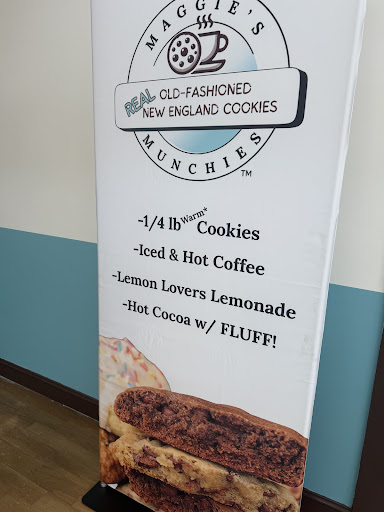 MAGGIE'S
REAL OLD-FASHIONED
NEW ENGLAND COOKIES
MUNCHIES
TM
-1/4 lb Warm* Cookies
-Iced & Hot Coffee
-Lemon Lovers Lemonade
-Hot Cocoa w/ FLUFF!